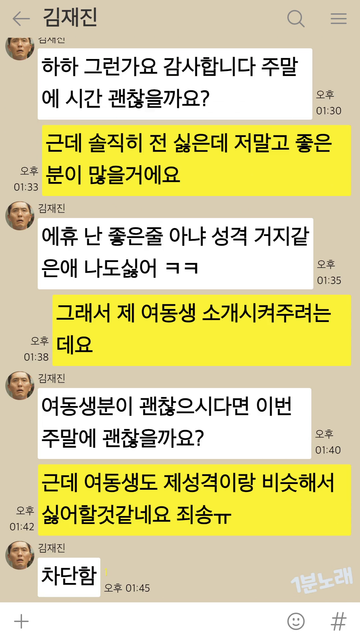 김재진
김재진
하하 그런가요 감사합니다 주말
에 시간 괜찮을까요?
오후
01:30
근데 솔직히 전 싫은데 저말고 좋은
분이 많을거에요
오후
01:33
김재진
에휴 난 좋은줄 아냐 성격 거지같
은애 나도싫어 ㅋㅋ
오후
01:35
그래서 제 여동생 소개시켜주려는
데요
오후
01:38
김재진
여동생분이 괜찮으시다면 이번
주말에 괜찮을까요?
오후
01:40
근데 여동생도 제성격이랑 비슷해서
싫어할것같네요 죄송ㅠ
오후
01:42
김재진
차단함
오후 01:45
1분노래